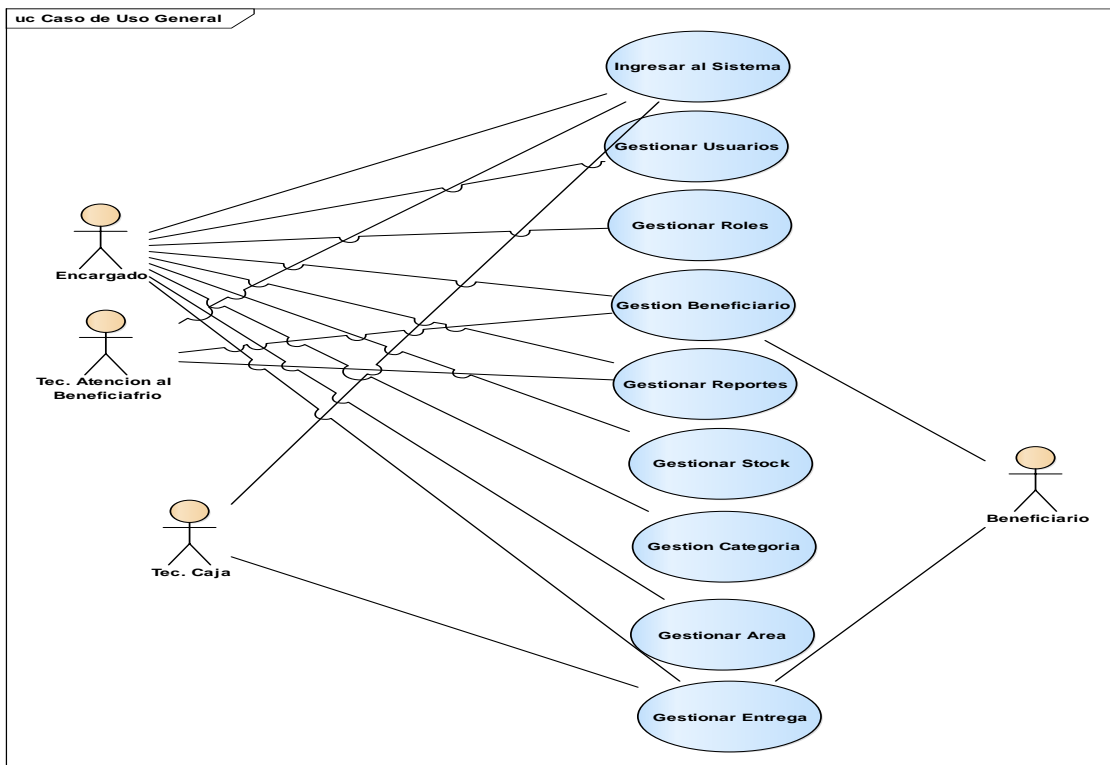 uc Caso de Uso General
Ingresar al Sistema
Gestionar Usuarios
Gestionar Roles
Encargado
Gestion Beneficiario
Tec. Atencion al
Beneficiafrio
Gestionar Reportes
Gestionar Stock
Beneficiario
Gestion Categoria
Tec. Caja
Gestionar Area
Gestionar Entrega